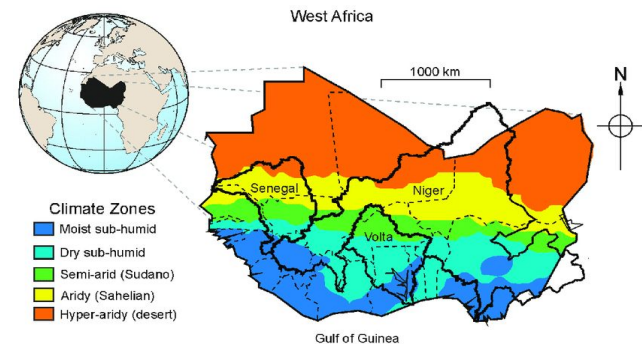 West Africa
1000 km
N
Senegal
Niger
Volta
Climate Zones
Moist sub-humid
Dry sub-humid
Semi-arid (Sudano)
Aridy (Sahelian)
Hyper-aridy (desert)
Gulf of Guinea